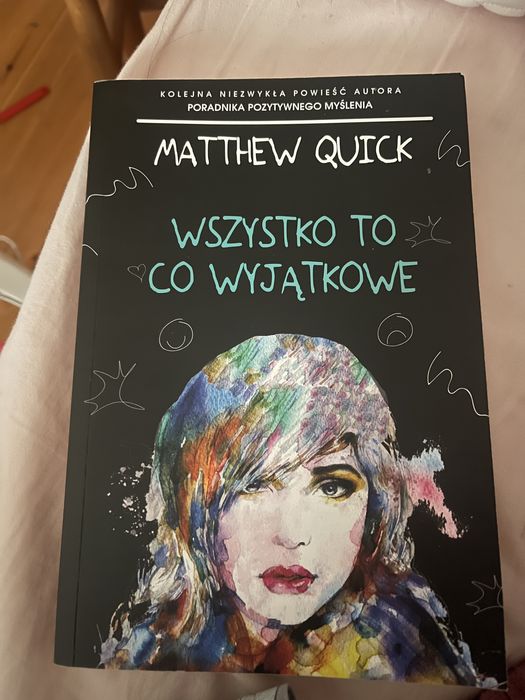 KOLEJNA NIEZWYKŁA POWIEŚĆ AUTORA
PORADNIKA POZYTYWNEGO MYŚLENIA
MATTHEW QUICK
WSZYSTKO TO
CO WYJĄTKOWE